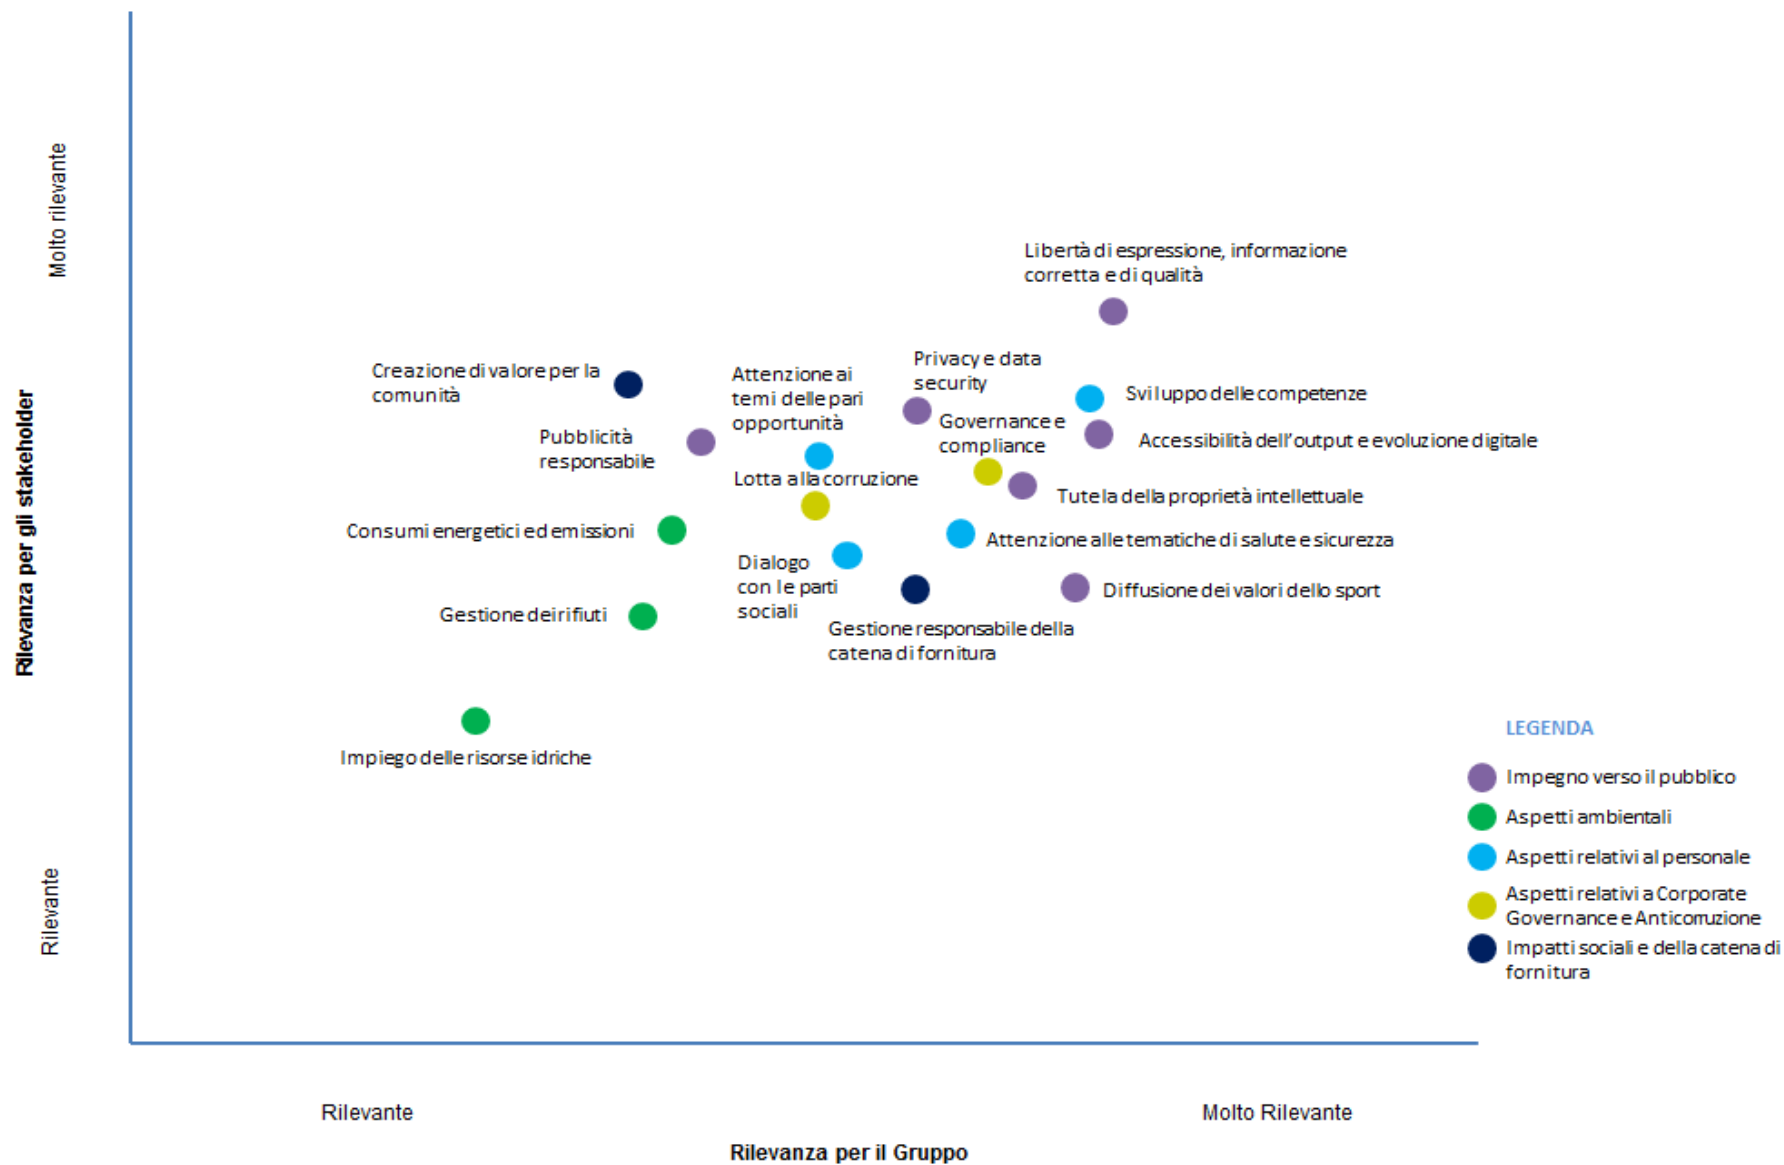 Molto rilevante
Rilevanza per gli stakeholder
Rilevante
Libertà di espressione, informazione
corretta e di qualità
Creazione di valore per la
comunità
Attenzione ai
temi delle pari
opportunità
Privacy e data
security
Sviluppo delle competenze
Pubblicità
responsabile
Governance e
compliance
Accessibilità dell'output e evoluzione digitale
Lotta alla corruzione
Tutela della proprietà intellettuale
Consumi energetici ed emissioni
Attenzione alle tematiche di salute e sicurezza
Dialogo
con le parti
sociali
Diffusione dei valori dello sport
Gestione dei rifiuti
Gestione responsabile della
catena di fornitura
Impiego delle risorse idriche
LEGENDA
Impegno verso il pubblico
Aspetti ambientali
Aspetti relativi al personale
Aspetti relativi a Corporate
Governance e Anticorruzione
Impatti sociali e della catena di
fornitura
Rilevante
Molto Rilevante
Rilevanza per il Gruppo